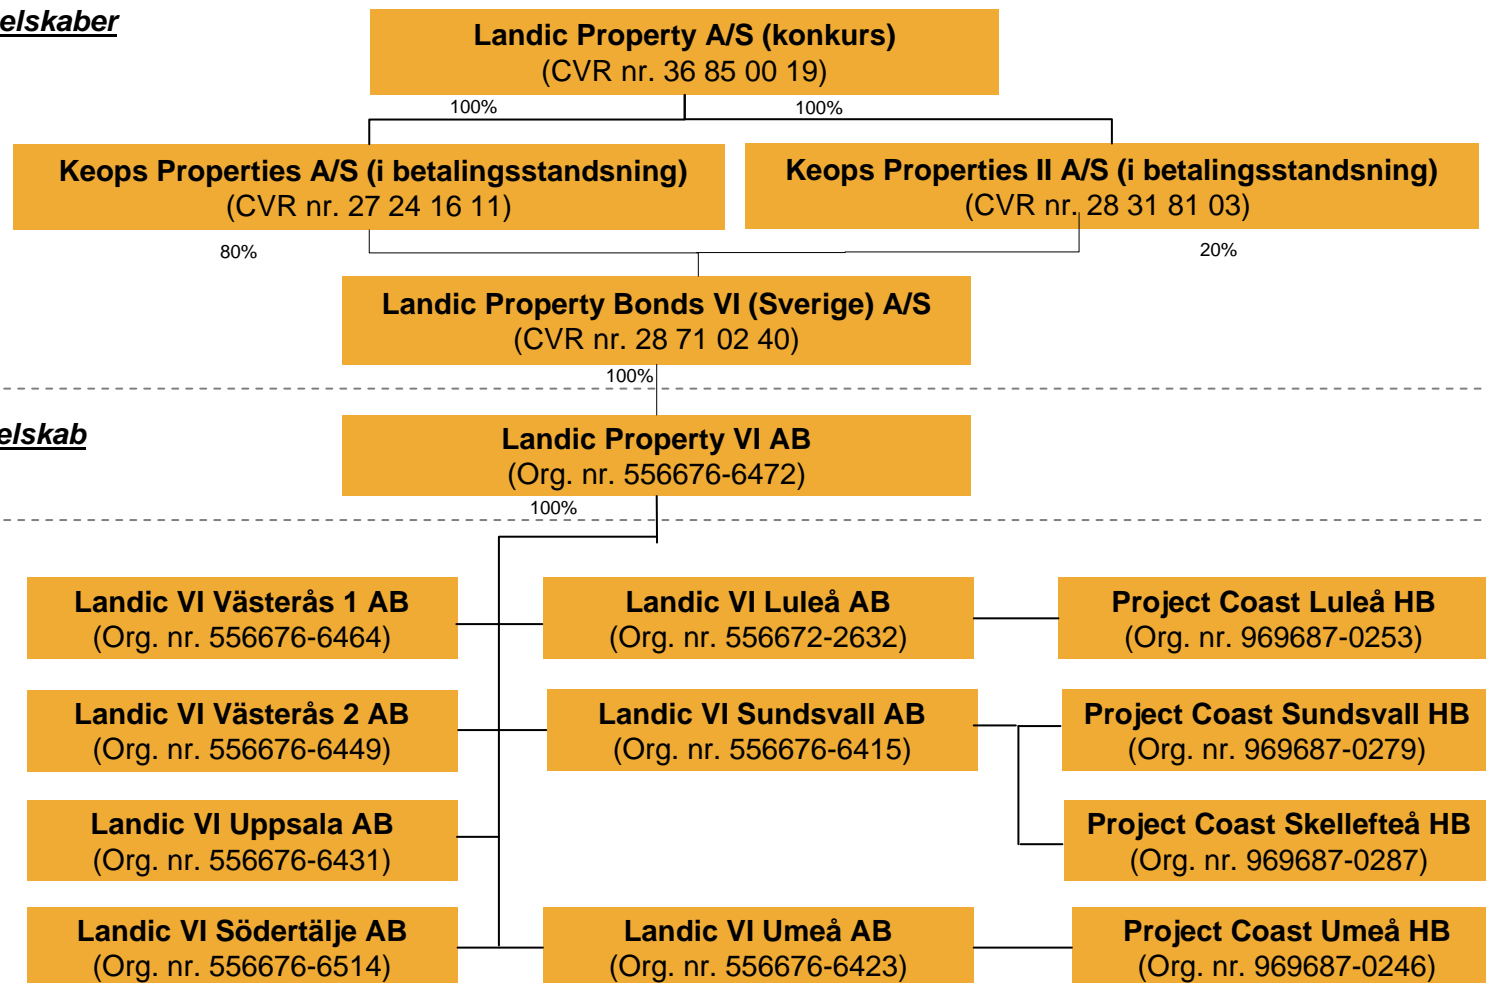 elskaber
Landic Property A/S (konkurs)
(CVR nr. 36 85 00 19)
100%
100%
Keops Properties A/S (i betalingsstandsning)
(CVR nr. 27 24 16 11)
Keops Properties II A/S (i betalingsstandsning)
(CVR nr. 28 31 81 03)
80%
20%
Landic Property Bonds VI (Sverige) A/S
(CVR nr. 28 71 02 40)
100%
elskab
Landic Property VI AB
(Org. nr. 556676-6472)
100%
Landic VI Västerås 1 AB
(Org. nr. 556676-6464)
Landic VI Luleå AB
(Org. nr. 556672-2632)
Project Coast Luleå HB
(Org. nr. 969687-0253)
Landic VI Västerås 2 AB
(Org. nr. 556676-6449)
Landic VI Sundsvall AB
(Org. nr. 556676-6415)
Project Coast Sundsvall HB
(Org. nr. 969687-0279)
Landic VI Uppsala AB
(Org. nr. 556676-6431)
Project Coast Skellefteå HB
(Org. nr. 969687-0287)
Landic VI Södertälje AB
(Org. nr. 556676-6514)
Landic VI Umeå AB
(Org. nr. 556676-6423)
Project Coast Umeå HB
(Org. nr. 969687-0246)